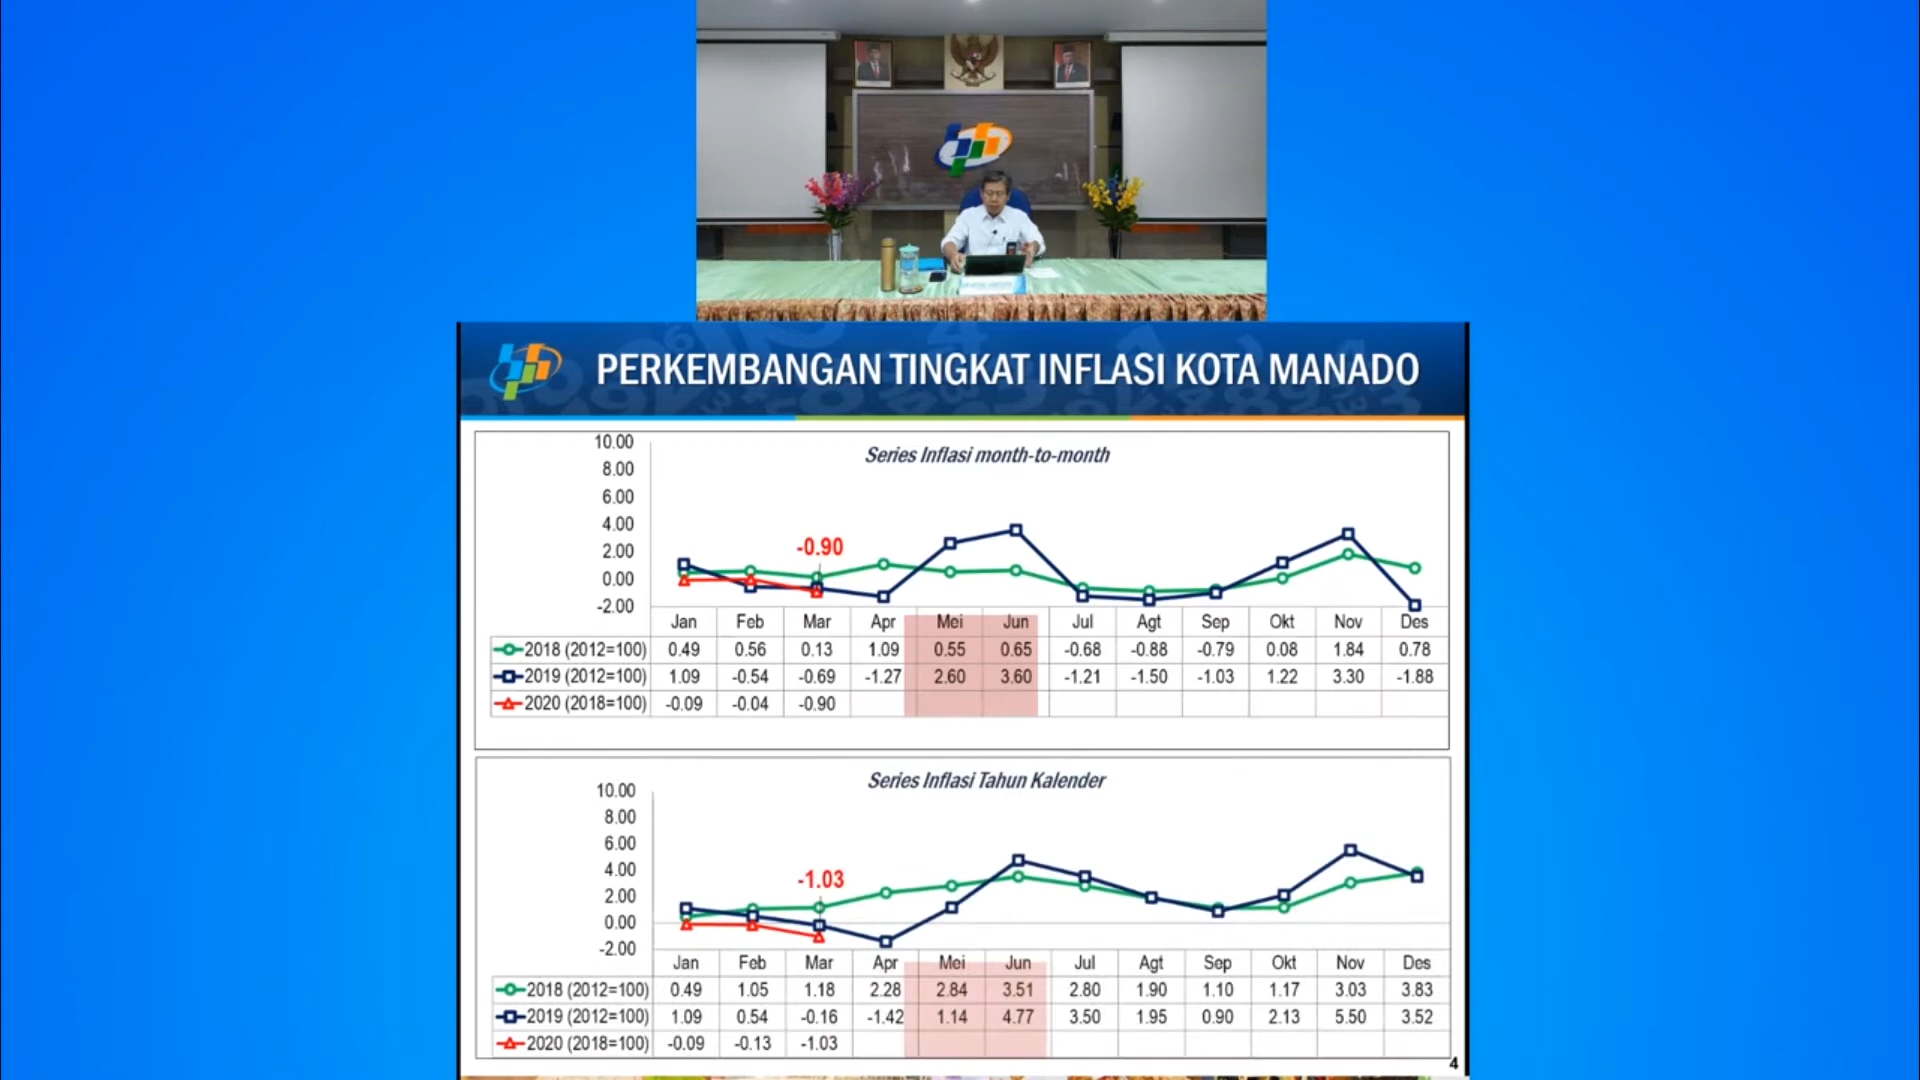 PERKEMBANGAN TINGKAT INFLASI KOTA MANADO
Series Inflasi month-to-month
10.00
8.00
6.00
4.00
2.00
0.00
-2.00
-0.90
Jan Feb Mar Apr Mei Jun Jul Agt Sep Okt Nov Des
2018 (2012=100) 0.49 0.56 0.13 1.09 0.55 0.65 -0.68 -0.88 -0.79 0.08 1.84 0.78
2019 (2012=100) 1.09 -0.54 -0.69 -1.27 2.60 3.60 -1.21 -1.50 -1.03 1.22 3.30 -1.88
2020 (2018=100) -0.09 -0.04 -0.90
Series Inflasi Tahun Kalender
10.00
8.00
6.00
4.00
2.00
0.00
-2.00
-1.03
Jan Feb Mar Apr Mei Jun Jul Agt Sep Okt Nov Des
2018 (2012=100) 0.49 1.05 1.18 2.28 2.84 3.51 2.80 1.90 1.10 1.17 3.03 3.83
2019 (2012=100) 1.09 0.54 -0.16 -1.42 1.14 4.77 3.50 1.95 0.90 2.13 5.50 3.52
2020 (2018=100) -0.09 -0.13 -1.03
4